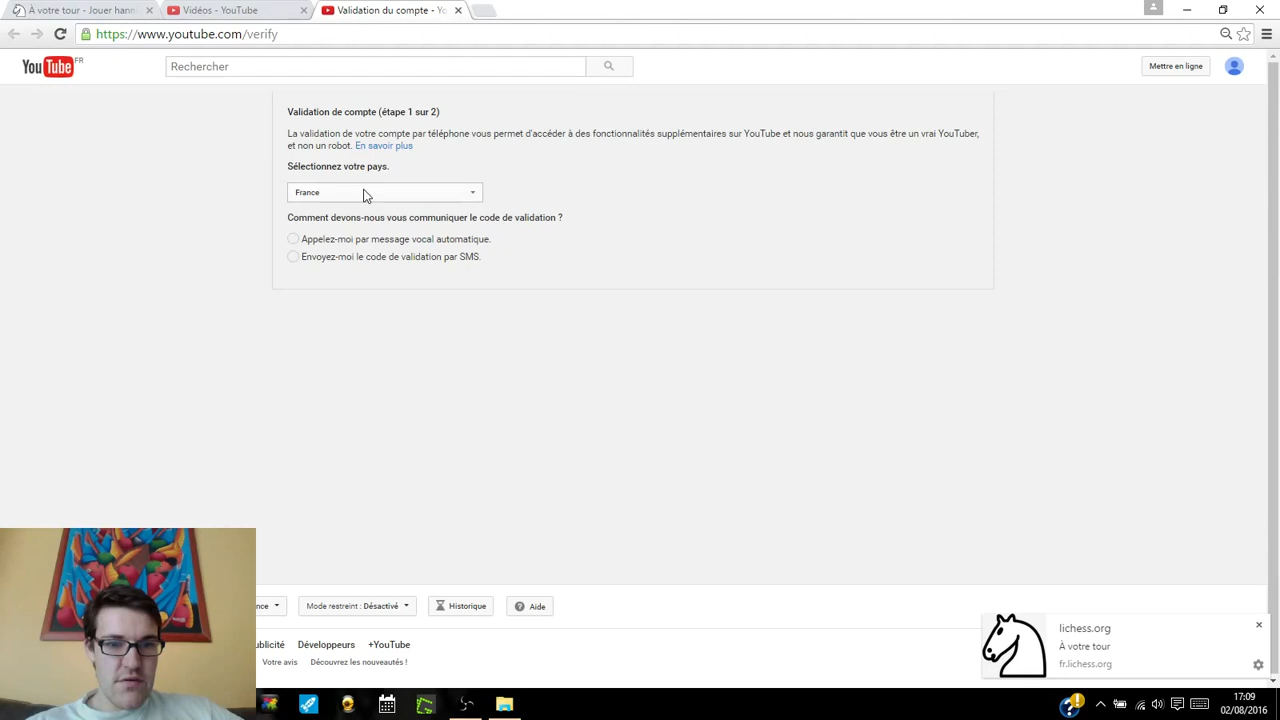 À votre tour - Jouer hann
Vidéos - YouTube
Validation du compte - Yo
https://www.youtube.com/verify
YouTube FR
Rechercher
Mettre en ligne
Validation de compte (étape 1 sur 2)
La validation de votre compte par téléphone vous permet d'accéder à des fonctionnalités supplémentaires sur YouTube et nous garantit que vous être un vrai YouTuber,
et non un robot. En savoir plus
Sélectionnez votre pays.
France
Comment devons-nous vous communiquer le code de validation ?
Appelez-moi par message vocal automatique.
Envoyez-moi le code de validation par SMS.
nce
Mode restreint : Désactivé
Historique
Aide
ublicité
Développeurs
+YouTube
Votre avis
Découvrez les nouveautés !
lichess.org
À votre tour
fr.lichess.org
17:09
02/08/2016